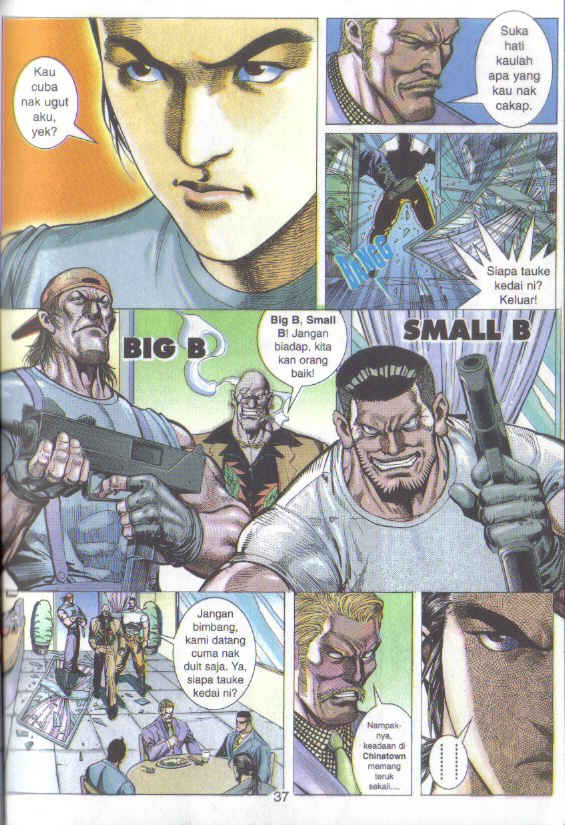 Kau
cuba
nak ugut
aku,
yek?
Suka
hati
kaulah
apa yang
kau nak
cakap.
DANGG
Siapa tauke
kedai ni?
Keluar!
BIG B
Big B, Small
B! Jangan
biadap, kita
kan orang
baik!
SMALL B
Jangan
bimbang,
kami datang
cuma nak
duit saja. Ya,
siapa tauke
kedai ni?
Nampak-
nya,
keadaan di
Chinatown
memang
teruk
sekali....
37